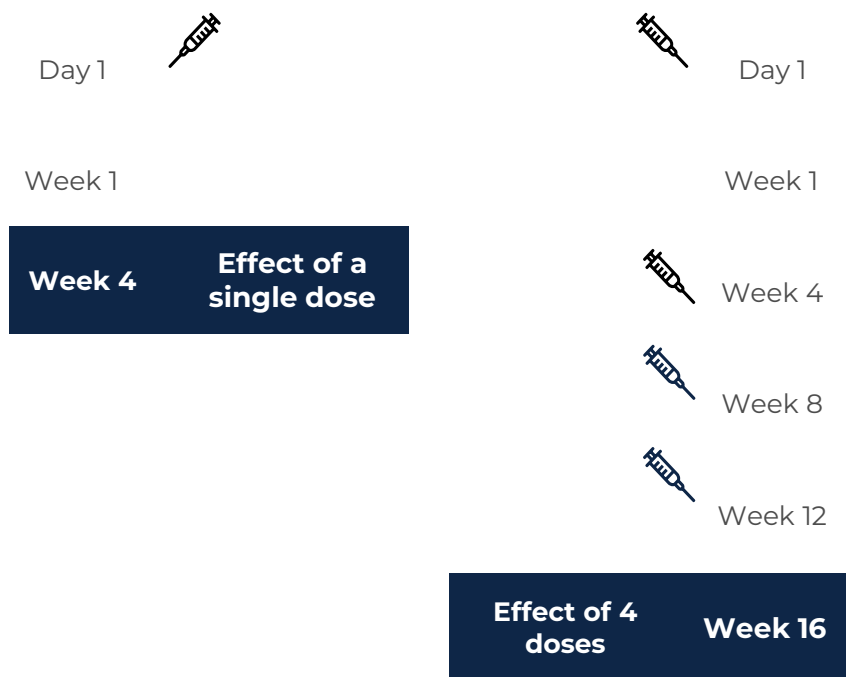 Day 1
Week 1
Week 4
Effect of a
single dose
Day 1
Week 1
Week 4
Week 8
Week 12
Effect of 4
doses
Week 16